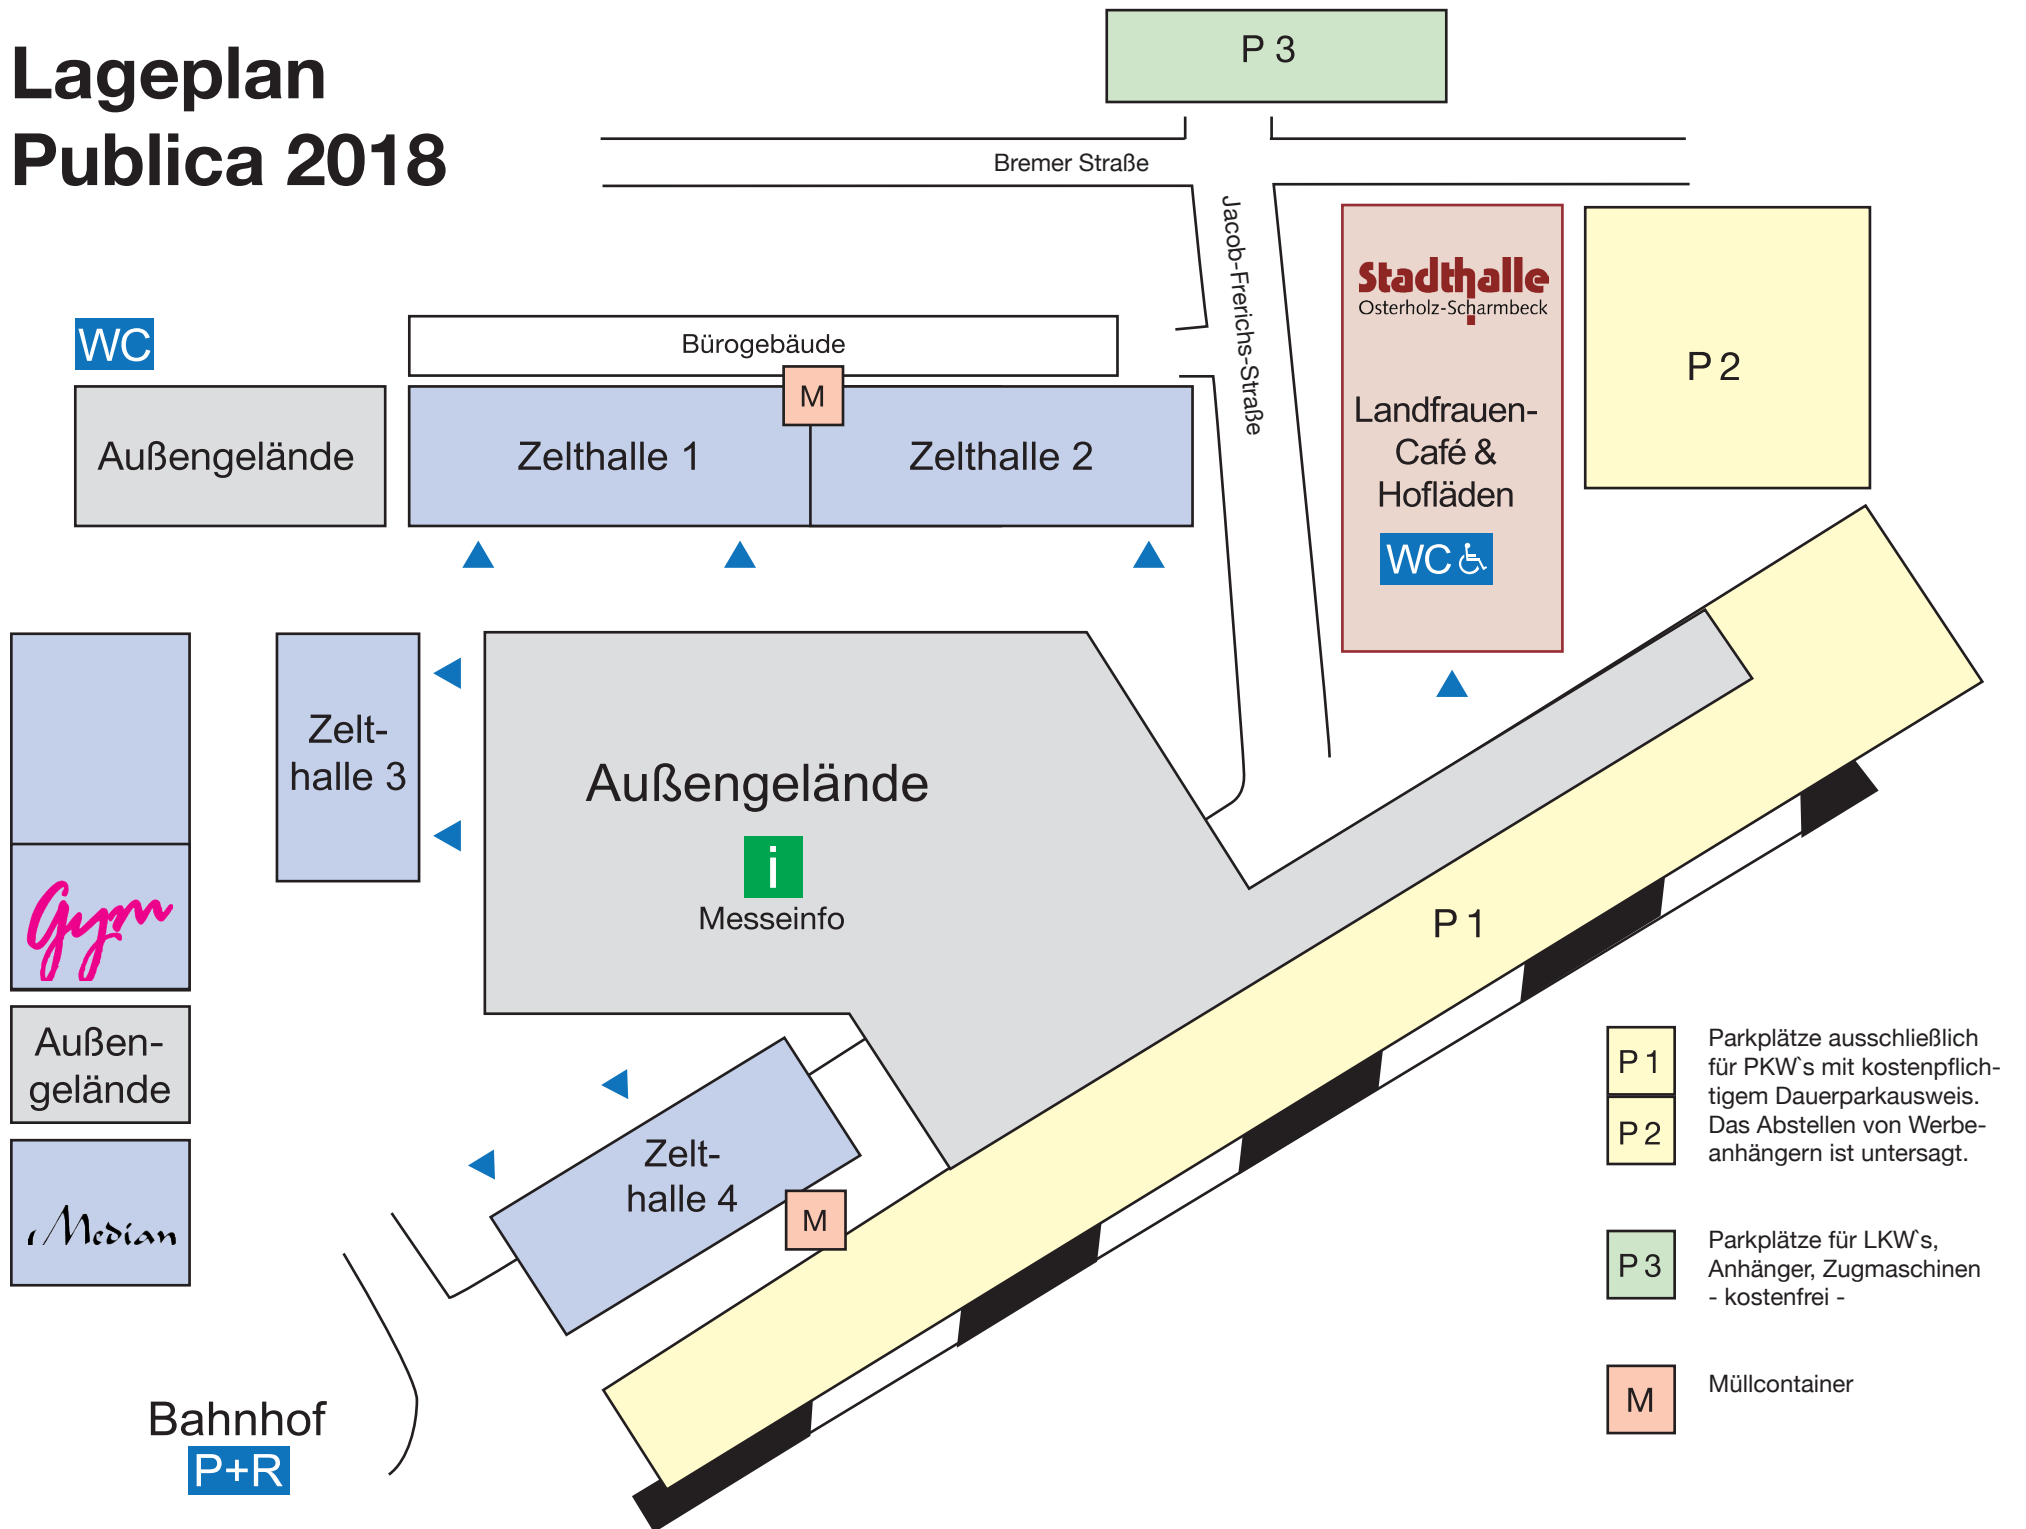 Lageplan
Publica 2018
P 3
Bremer Straße
Jacob-Frerichs-Straße
Stadthalle
Osterholz-Scharmbeck
Landfrauen-
Café &
Hofläden
WC
P 2
WC
Bürogebäude
M
Außengelände
Zelthalle 1
Zelthalle 2
Zelt-
halle 3
Außengelände
i
Messeinfo
Gym
Außen-
gelände
Median
P 1
Zelt-
halle 4
M
Bahnhof
P+R
P 1
P 2
Parkplätze ausschließlich
für PKW`s mit kostenpflich-
tigem Dauerparkausweis.
Das Abstellen von Werbe-
anhängern ist untersagt.
P 3
Parkplätze für LKW`s,
Anhänger, Zugmaschinen
- kostenfrei -
M
Müllcontainer